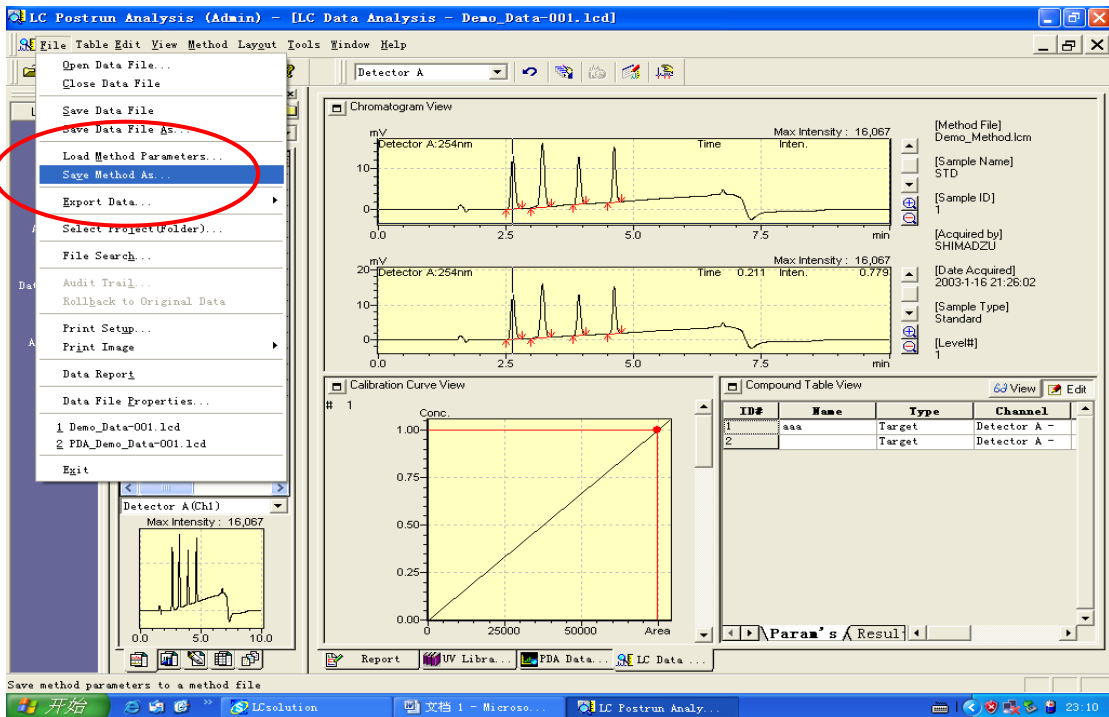 LC Postrun Analysis (Admin) - [LC Data Analysis - Demo_Data-001.lcd]
File Table Edit View Method Layout Tools Window Help
Detector A
Open Data File...
Close Data File
Save Data File
Save Data File As...
Load Method Parameters...
Save Method As...
Export Data...
Select Project(Folder)...
File Search...
Audit Trail...
Rollback to Original Data
Print Setup...
Print Image
Data Report
Data File Properties...
1 Demo_Data-001.lcd
2 PDA_Demo_Data-001.lcd
Exit
Detector A(Ch1)
Max Intensity : 16,067
0.0 5.0 10.0
Chromatogram View
mV
Max Intensity : 16,067
Detector A:254nm Time Inten.
10
0
0.0 2.5 5.0 7.5 min
mV
Max Intensity : 16,067
20
Detector A:254nm Time 0.211 Inten. 0.779
10
0
0.0 2.5 5.0 7.5 min
[Method File]
Demo_Method.lcm
[Sample Name]
STD
[Sample ID]
1
[Acquired by]
SHIMADZU
[Date Acquired]
2003-1-16 21:26:02
[Sample Type]
Standard
[Level#]
1
Calibration Curve View
# 1
Conc.
1.00
0.75
0.50
0.25
0.00
0 25000 50000 Area
Compound Table View
View Edit
ID# Name Type Channel
1 aaa Target Detector A -
2 Target Detector A -
Param's Resul
Report UV Libra... PDA Data... LC Data ...
Save method parameters to a method file
开始 LCsolution 文档 1 - Microso... LC Postrun Analy... 23:10